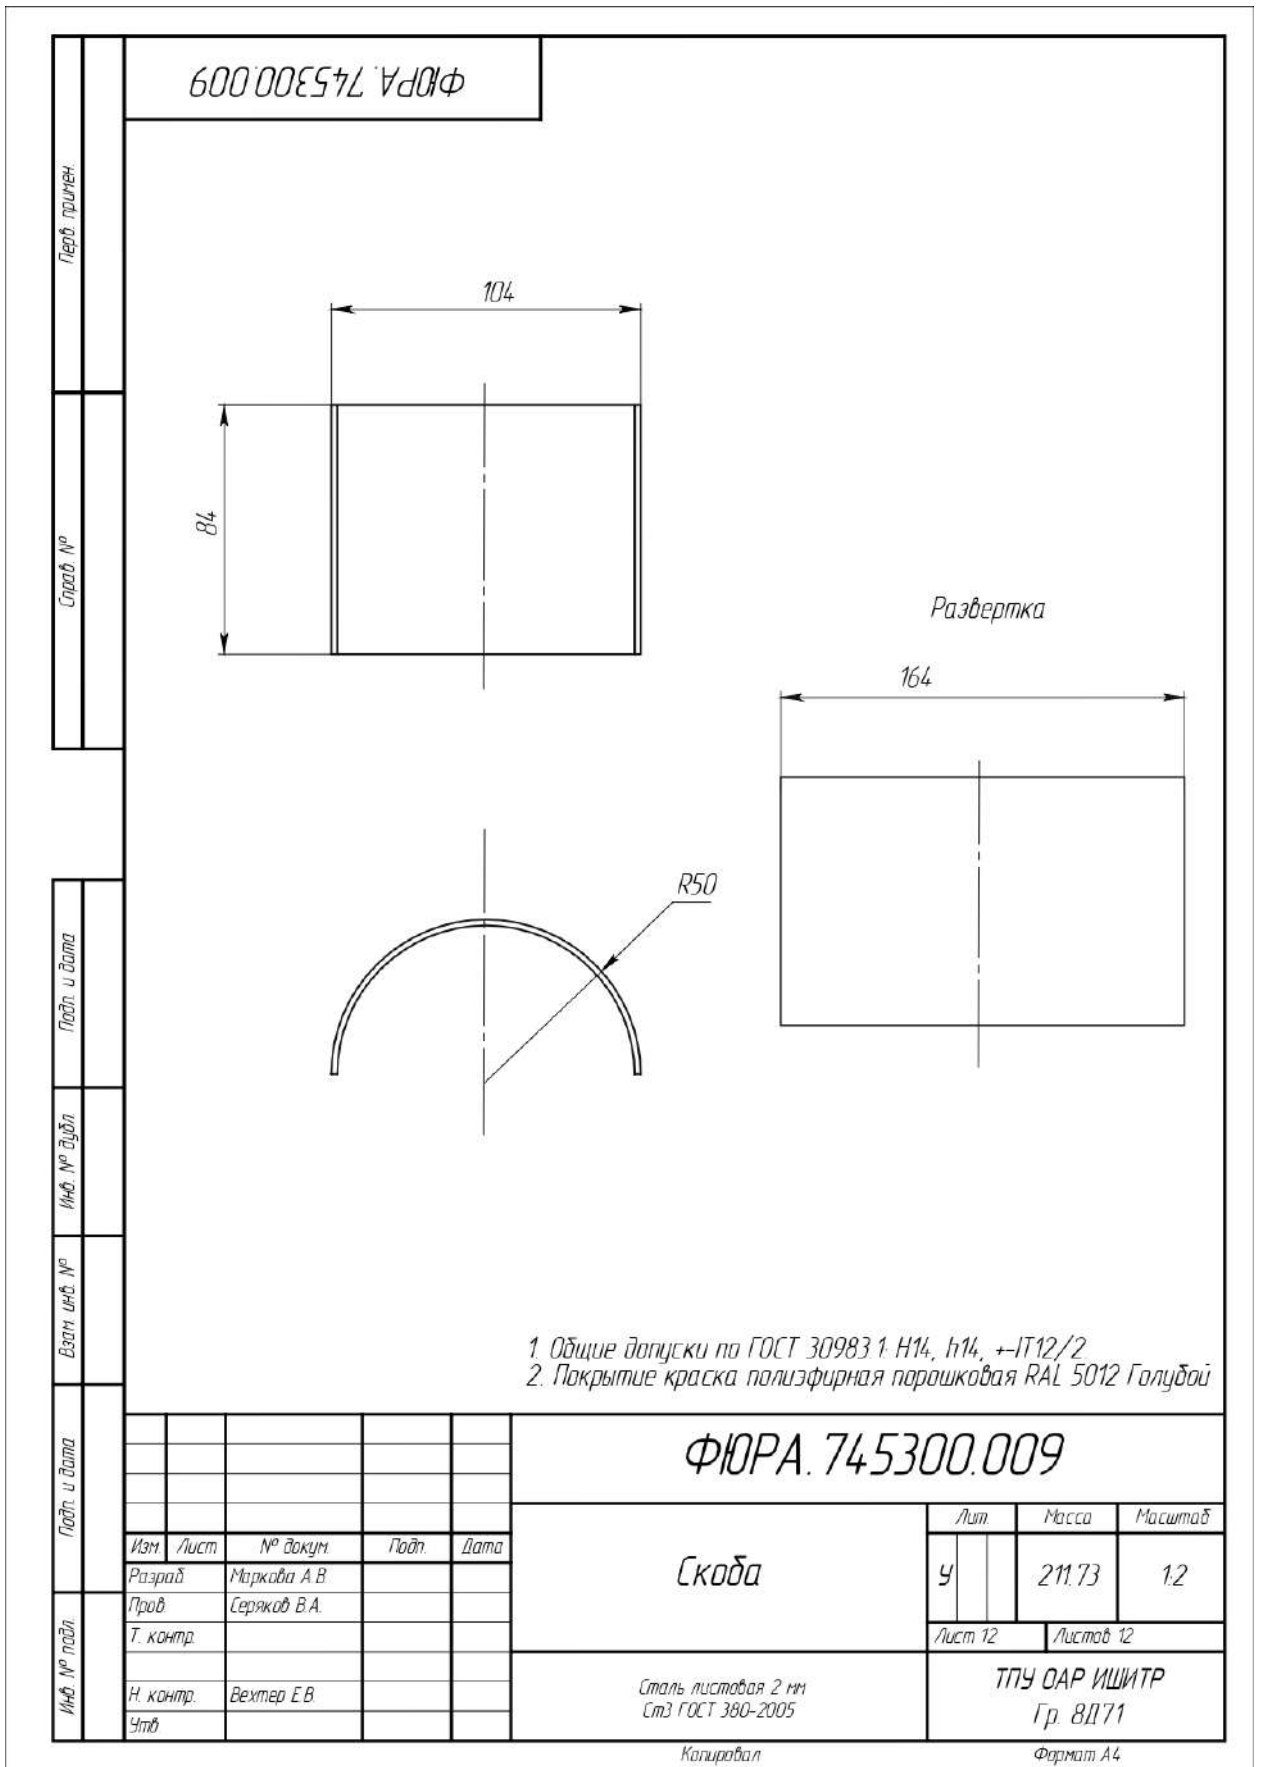 ФЮРА. 745300.009
Перв. примен.
Справ. №
Подп. и дата
Инв. № дубл.
Взам. инв. №
Подп. и дата
Инв. № подл.
104
84
Развертка
164
R50
1. Общие допуски по ГОСТ 30983.1: H14, h14, +-IT12/2.
2. Покрытие краска полиэфирная порошковая RAL 5012 Голубой
ФЮРА. 745300.009
Изм. Лист № докум. Подп. Дата
Разраб Маркова А.В.
Пров. Серяков В.А.
Т. контр.
Н. контр. Вехтер Е.В.
Утв
Скоба
Лит. Масса Масштаб
У 211.73 1:2
Лист 12 Листов 12
Сталь листовая 2 мм
Ст3 ГОСТ 380-2005
ТПУ ОАР ИШИТР
Гр. 8Д71
Копировал Формат А4